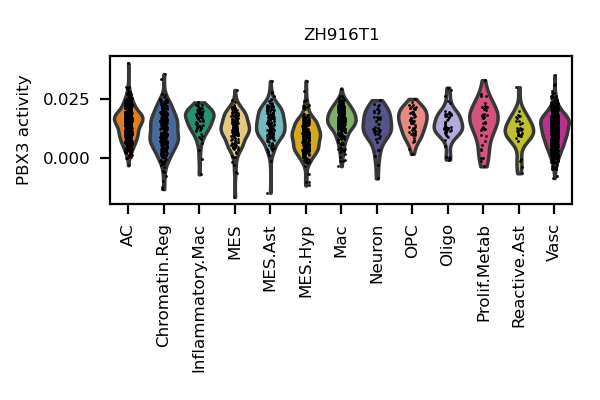 ZH916T1
PBX3 activity
0.025
0.000
AC
Chromatin.Reg
Inflammatory.Mac
MES
MES.Ast
MES.Hyp
Mac
Neuron
OPC
Oligo
Prolif.Metab
Reactive.Ast
Vasc